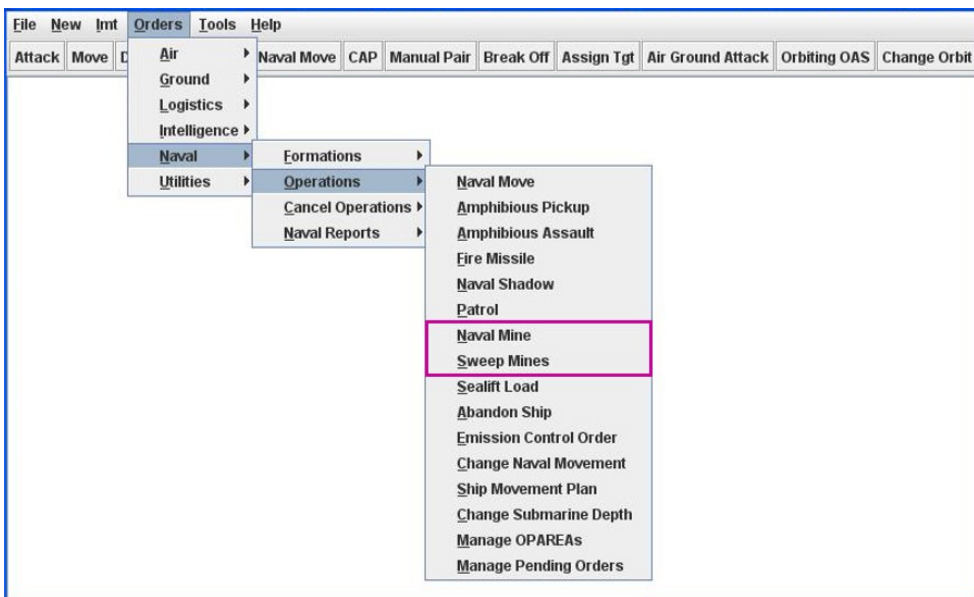 File New Imt Orders Tools Help
Attack Move D Naval Move CAP Manual Pair Break Off Assign Tgt Air Ground Attack Orbiting OAS Change Orbit
Air
Ground
Logistics
Intelligence
Naval
Utilities
Formations
Operations
Cancel Operations
Naval Reports
Naval Move
Amphibious Pickup
Amphibious Assault
Fire Missile
Naval Shadow
Patrol
Naval Mine
Sweep Mines
Sealift Load
Abandon Ship
Emission Control Order
Change Naval Movement
Ship Movement Plan
Change Submarine Depth
Manage OPAREAs
Manage Pending Orders